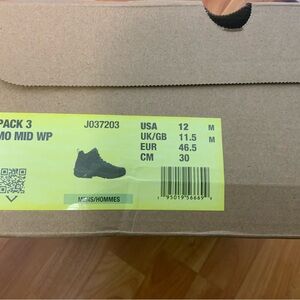 PACK 3
MO MID WP
J037203
USA 12 M
UK/GB 11.5 M
EUR 46.5
CM 30
MENS/HOMMES